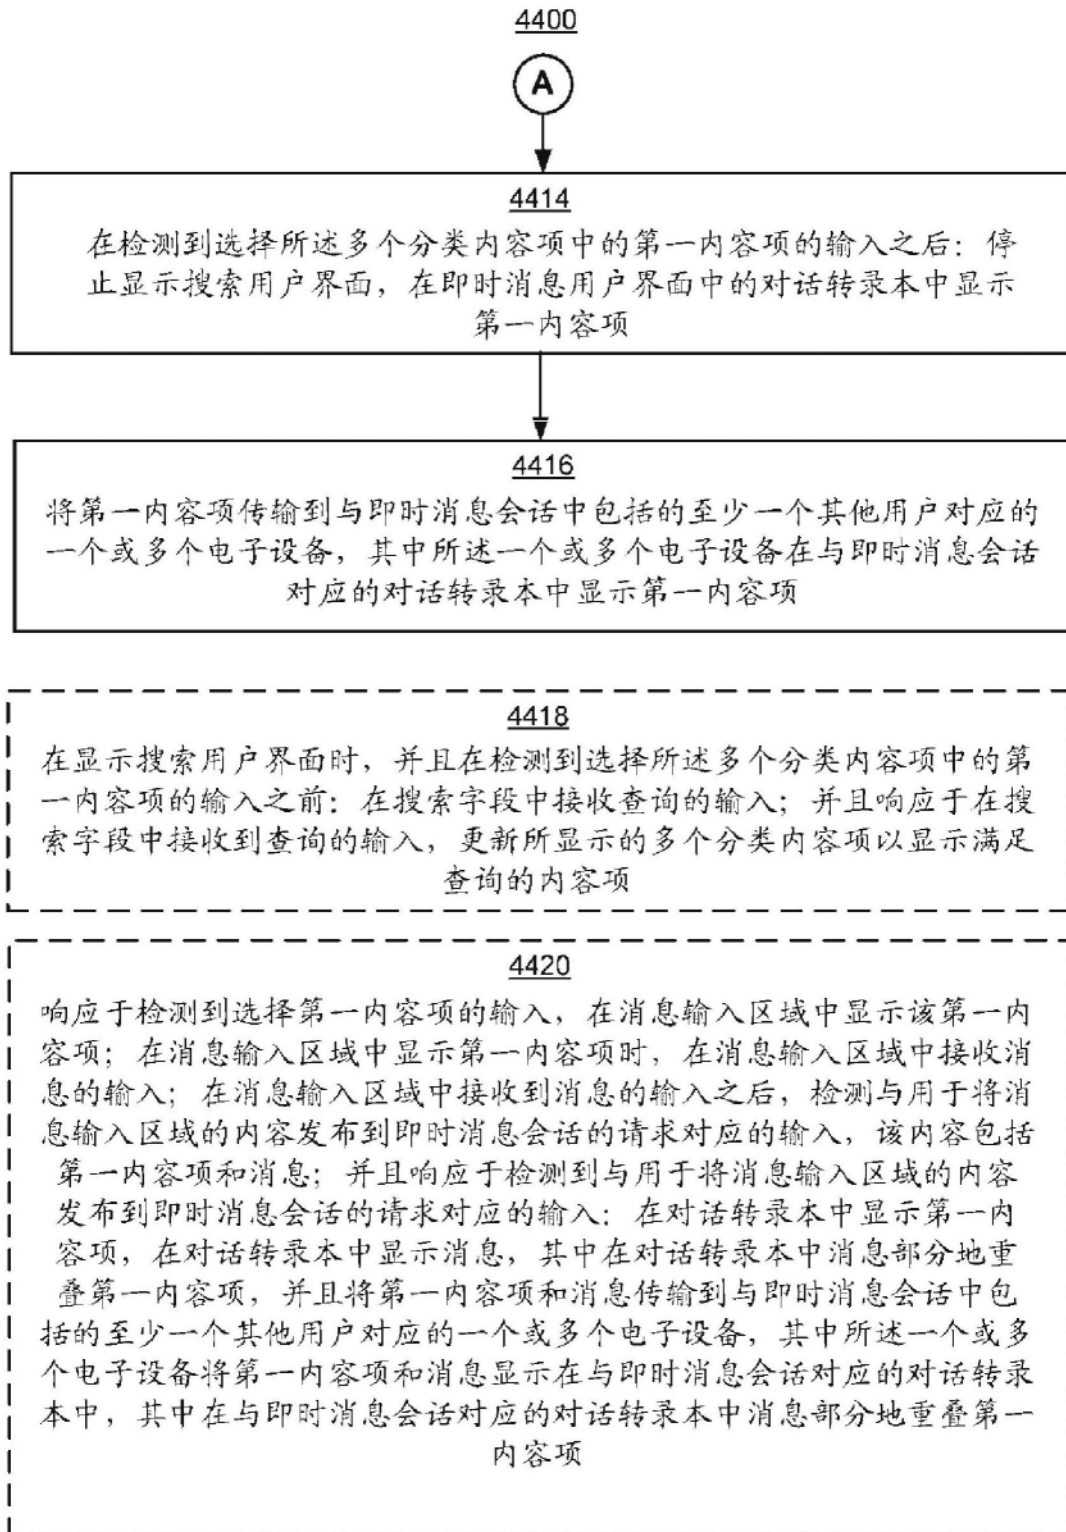 4400
A
4414
在检测到选择所述多个分类内容项中的第一内容项的输入之后：停
止显示搜索用户界面，在即时消息用户界面中的对话转录本中显示
第一内容项
4416
将第一内容项传输到与即时消息会话中包括的至少一个其他用户对应的
一个或多个电子设备，其中所述一个或多个电子设备在与即时消息会话
对应的对话转录本中显示第一内容项
4418
在显示搜索用户界面时，并且在检测到选择所述多个分类内容项中的第
一内容项的输入之前：在搜索字段中接收查询的输入；并且响应于在搜
索字段中接收到查询的输入，更新所显示的多个分类内容项以显示满足
查询的内容项
4420
响应于检测到选择第一内容项的输入，在消息输入区域中显示该第一内
容项；在消息输入区域中显示第一内容项时，在消息输入区域中接收消
息的输入；在消息输入区域中接收到消息的输入之后，检测与用于将消
息输入区域的内容发布到即时消息会话的请求对应的输入，该内容包括
第一内容项和消息；并且响应于检测到与用于将消息输入区域的内容
发布到即时消息会话的请求对应的输入：在对话转录本中显示第一内
容项，在对话转录本中显示消息，其中在对话转录本中消息部分地重
叠第一内容项，并且将第一内容项和消息传输到与即时消息会话中包
括的至少一个其他用户对应的一个或多个电子设备，其中所述一个或多
个电子设备将第一内容项和消息显示在与即时消息会话对应的对话转录
本中，其中在与即时消息会话对应的对话转录本中消息部分地重叠第一
内容项